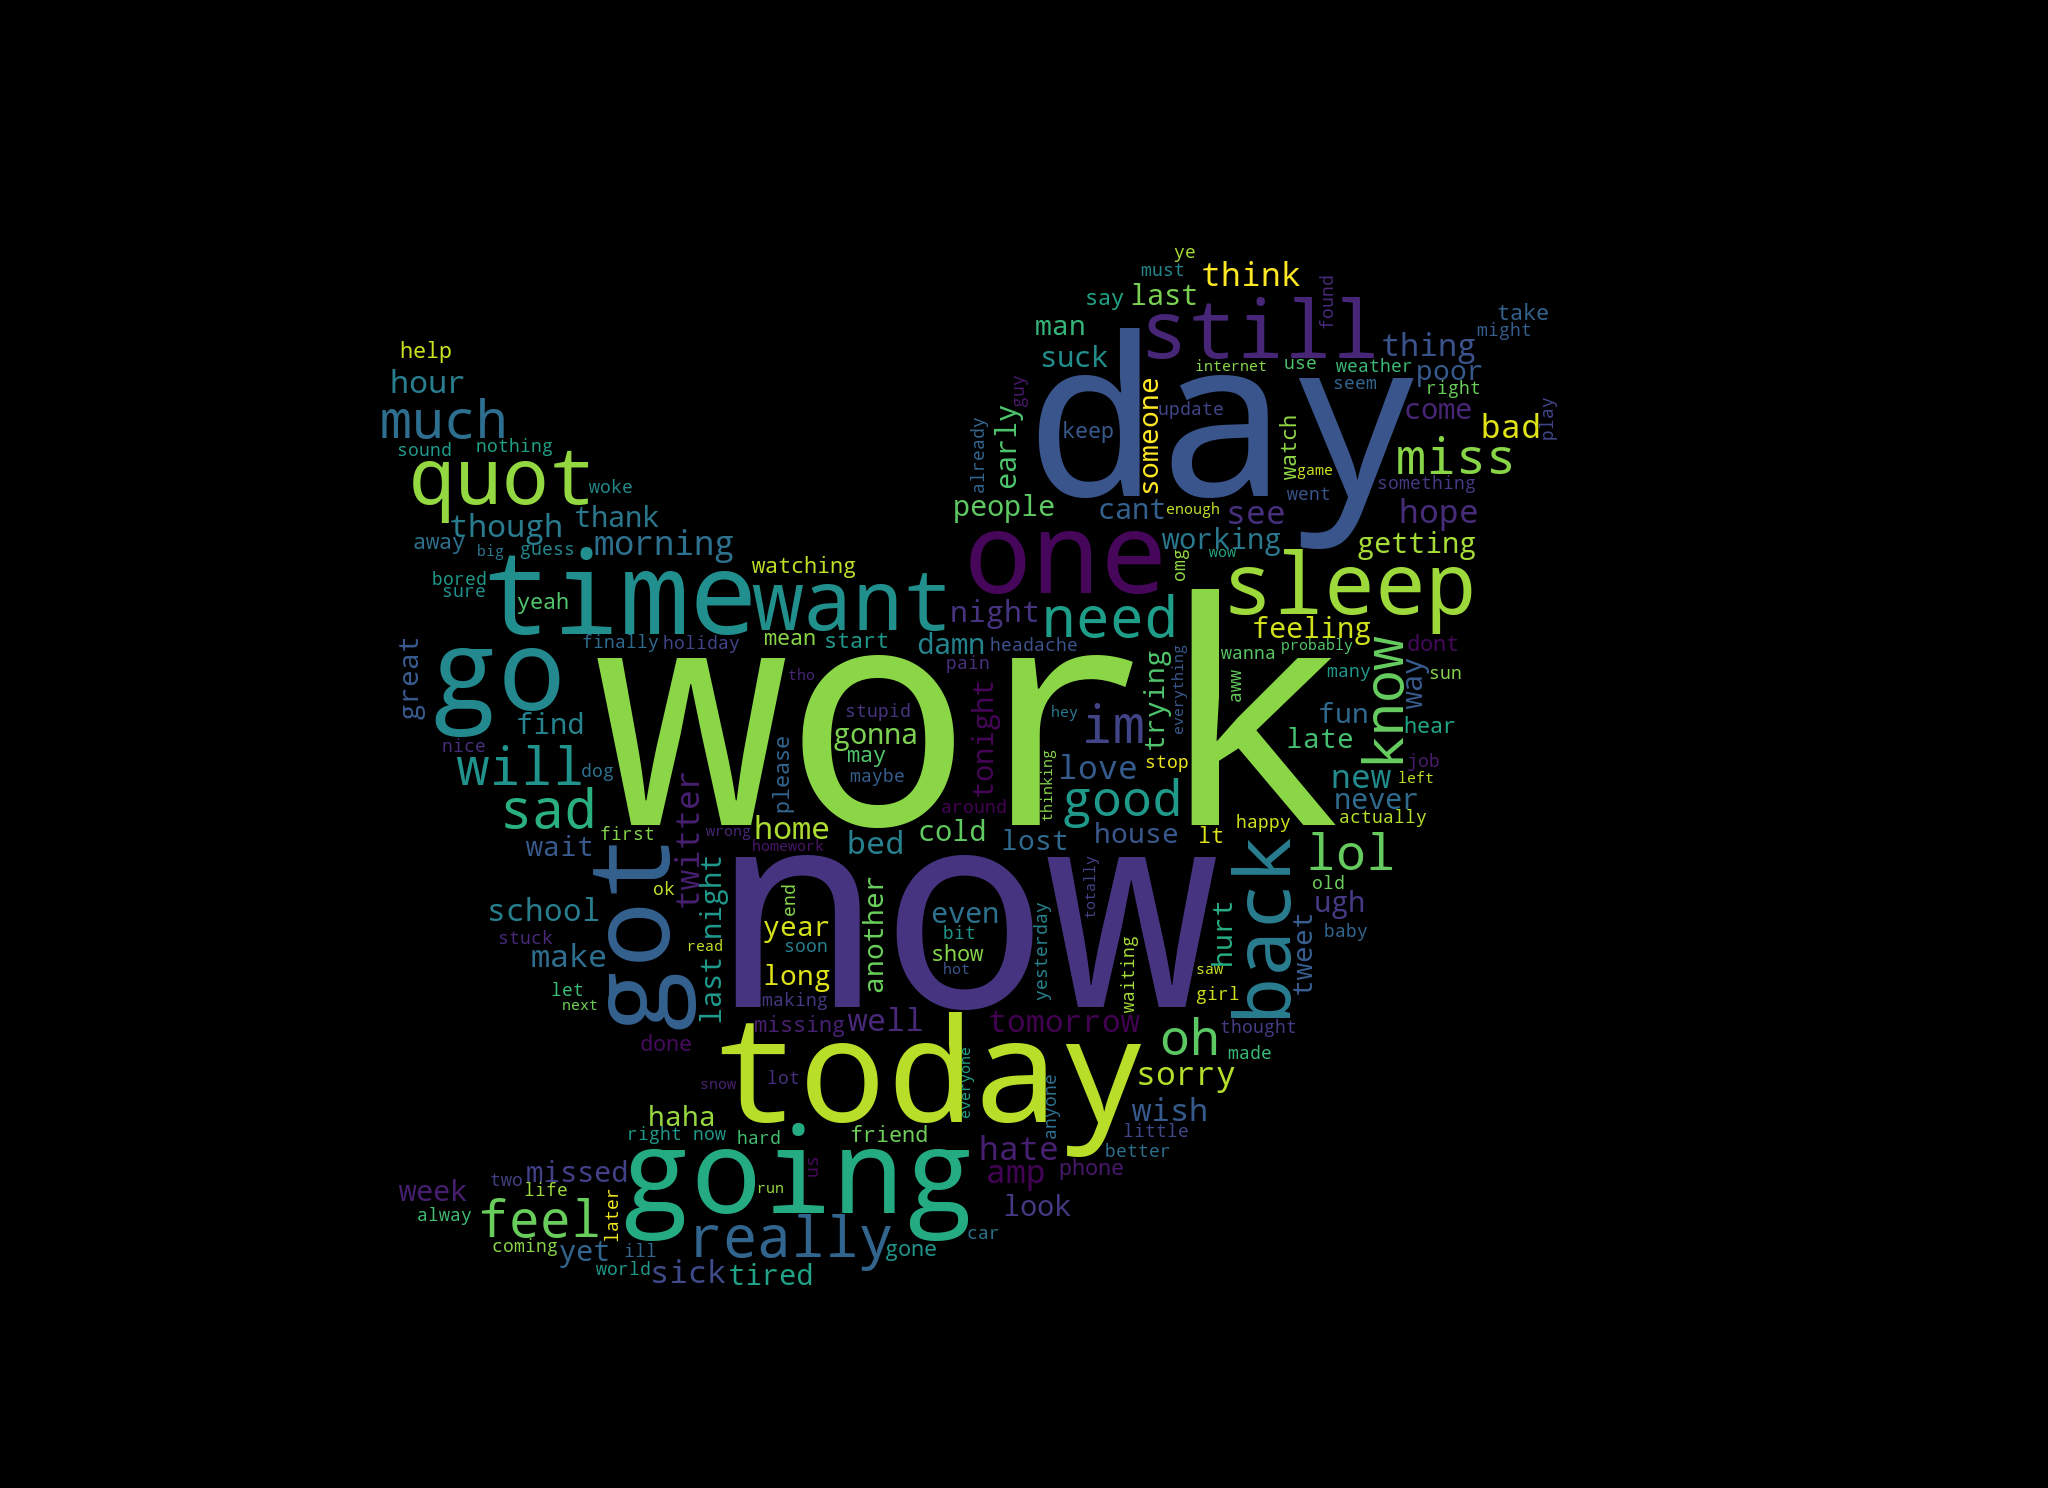 ye
must
think
say
last
found
take
man
still
might
help
suck
thing
hour
internet
use
weather
poor
guy
day
seem
right
much
early
someone
update
come
play
keep
bad
sound
nothing
already
watch
miss
quot
game
something
woke
went
people
cant
enough
see
hope
though
thank
away
big
guess
morning
one
working
wow
getting
watching
omg
time
want
sleep
bored
sure
yeah
night
need
feeling
finally
holiday
mean
start
damn
headache
probably
dont
great
go
pain
trying
everything
wanna
know
way
work
tho
many
sun
aww
find
stupid
tonight
hey
im
fun
hear
nice
gonna
late
will
dog
please
may
maybe
love
stop
job
new
left
thinking
sad
twitter
around
good
never
actually
first
wrong
home
cold
lost
house
lt
happy
wait
homework
bed
lol
got
now
totally
back
ok
last night
end
another
old
school
even
hurt
ugh
stuck
year
bit
yesterday
tweet
baby
make
read
soon
show
waiting
long
hot
saw
let
girl
next
making
missing
well
tomorrow
thought
done
today
oh
made
snow
lot
everyone
sorry
haha
anyone
wish
right now
hard
friend
little
going
hate
better
two
missed
us
amp
phone
week
life
run
alway
feel
later
look
really
car
coming
yet
ill
gone
world
sick
tired